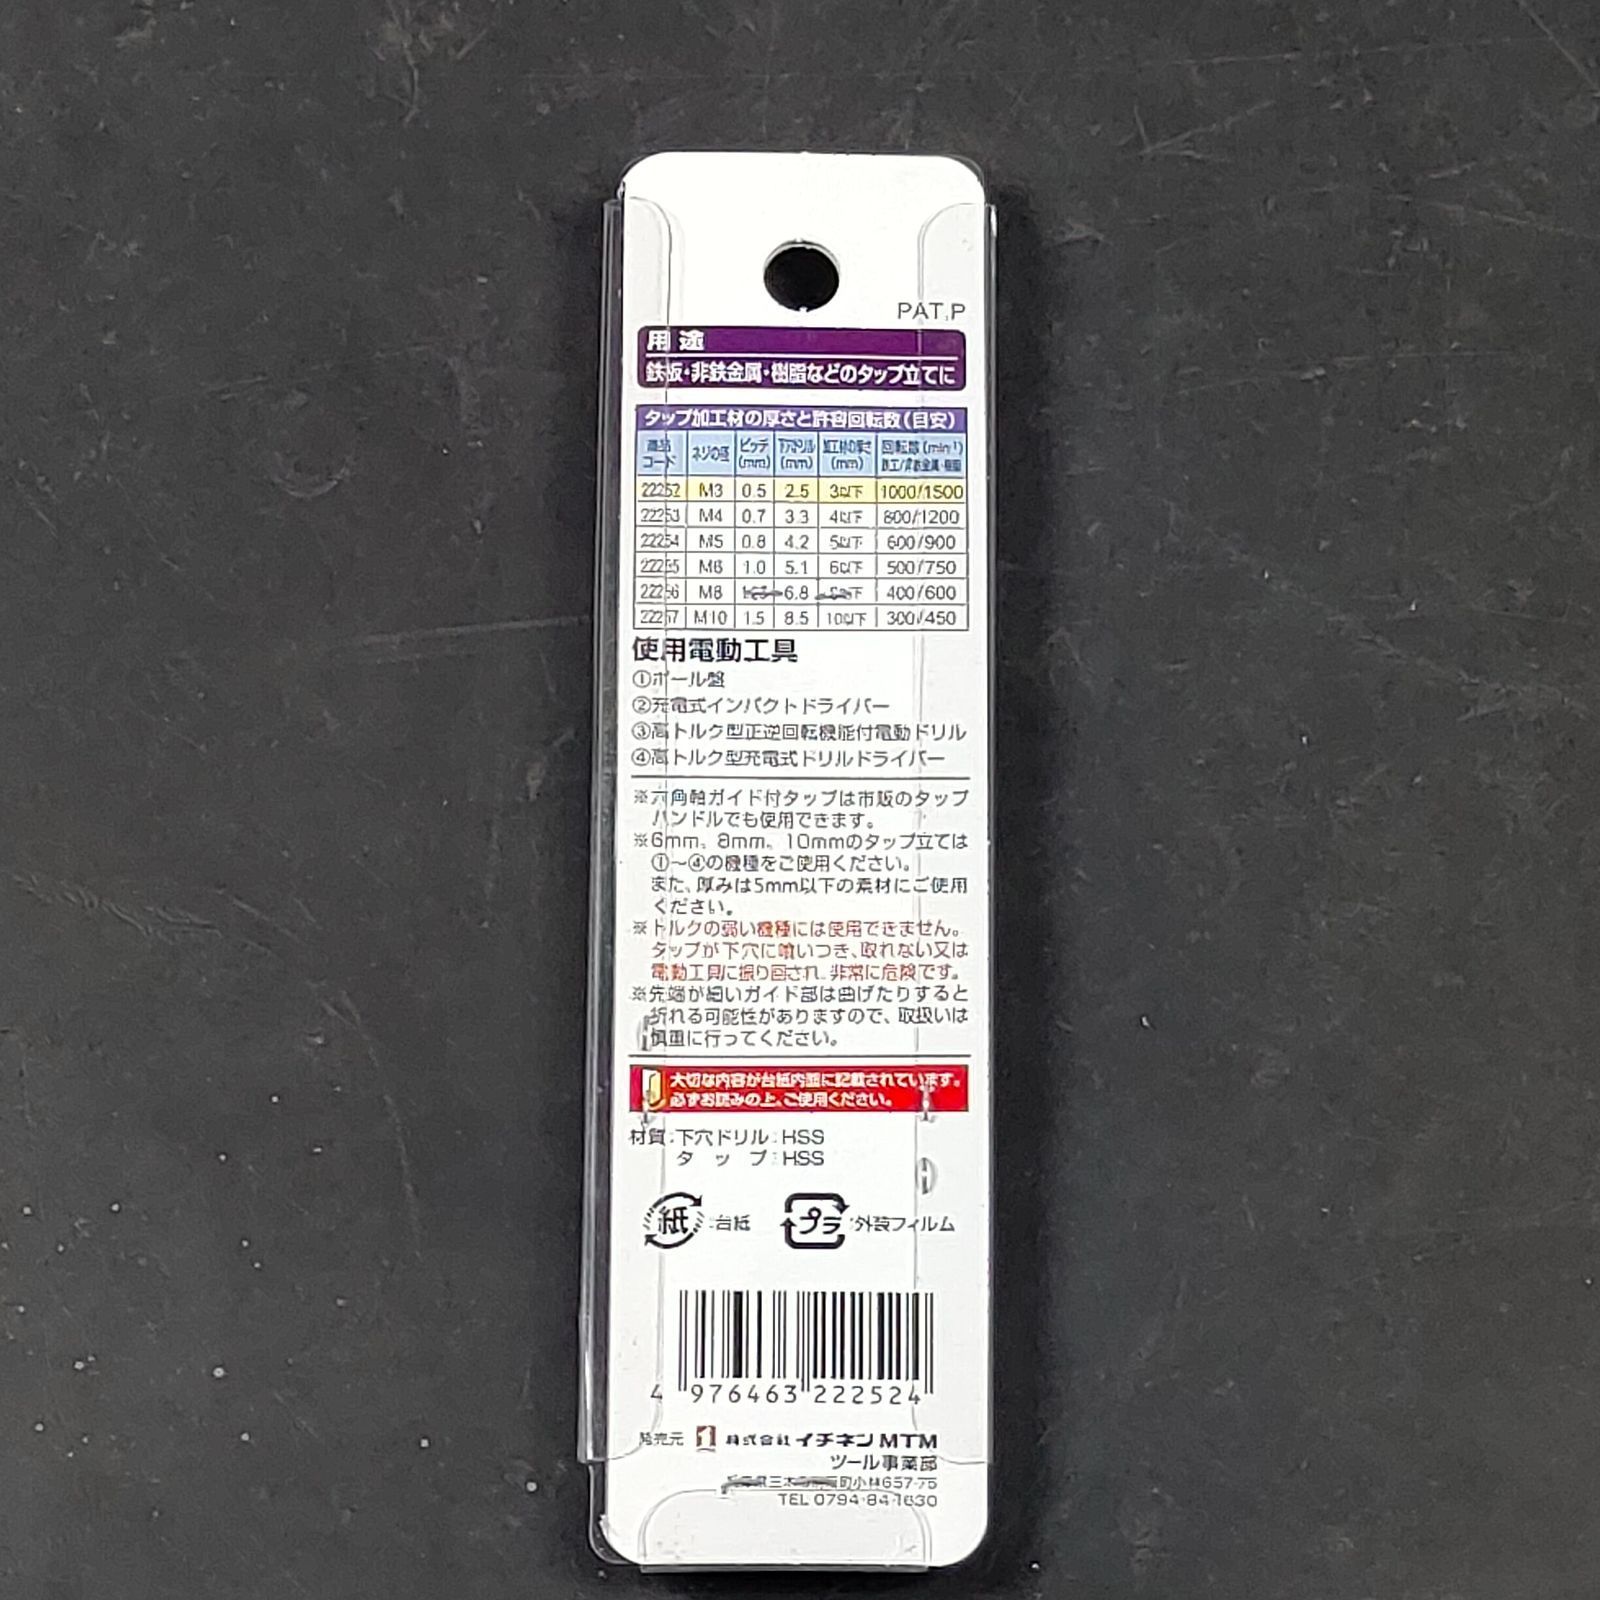 PAT.P
用途
鉄板・非鉄金属・樹脂などのタップ立てに
タップ加工材の厚さと許容回転数(目安)
商品コード ネジの径 ピッチ(mm) 下穴ドリル(mm) 加工材の厚さ(mm) 回転数(min⁻¹) 鉄工/非鉄金属・樹脂
22252 M3 0.5 2.5 3以下 1000/1500
22253 M4 0.7 3.3 4以下 800/1200
22254 M5 0.8 4.2 5以下 600/900
22255 M6 1.0 5.1 6以下 500/750
22256 M8 6.8 以下 400/600
22257 M10 1.5 8.5 10以下 300/450
使用電動工具
①ボール盤
②充電式インパクトドライバー
③高トルク型正逆回転機能付電動ドリル
④高トルク型充電式ドリルドライバー
※六角軸ガイド付タップは市販のタップ
ハンドルでも使用できます。
※6mm、8mm、10mmのタップ立ては
①〜④の機種をご使用ください。
また、厚みは5mm以下の素材にご使用
ください。
※トルクの弱い機種には使用できません。
タップが下穴に喰いつき、取れない又は
電動工具に振り回され、非常に危険です。
※先端が細いガイド部は曲げたりすると
折れる可能性がありますので、取扱いは
慎重に行ってください。
大切な内容が台紙内面に記載されています。
必ずお読みの上、ご使用ください。
材質:下穴ドリル:HSS
タップ:HSS
紙:台紙 プラ:外装フィルム
4 976463 222524
発売元 株式会社イチネンMTM
ツール事業部
町小林657-75
TEL 0794-84-1630